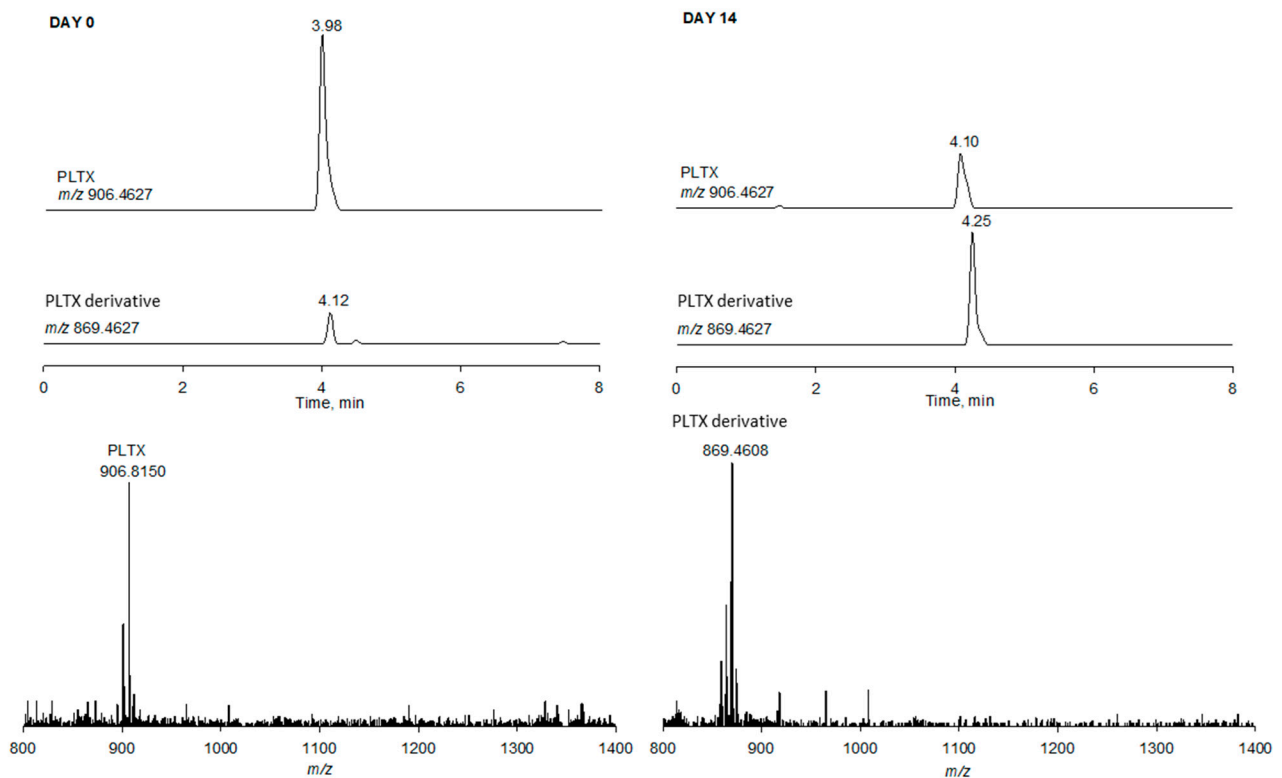 DAY 0
3.98
PLTX
m/z 906.4627
PLTX derivative
4.12
m/z 869.4627
0 2 4 6 8
Time, min
PLTX
906.8150
800 900 1000 1100 1200 1300 1400
m/z
DAY 14
4.10
PLTX
m/z 906.4627
4.25
PLTX derivative
m/z 869.4627
0 2 4 6 8
Time, min
PLTX derivative
869.4608
800 900 1000 1100 1200 1300 1400
m/z